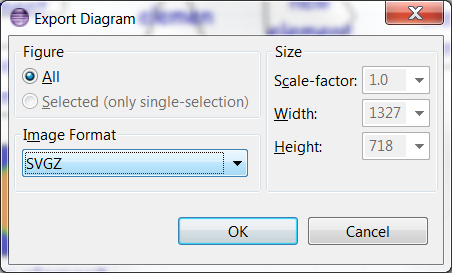 Export Diagram
Figure
All
Selected (only single-selection)
Image Format
SVGZ
Size
Scale-factor: 1.0
Width: 1327
Height: 718
OK
Cancel